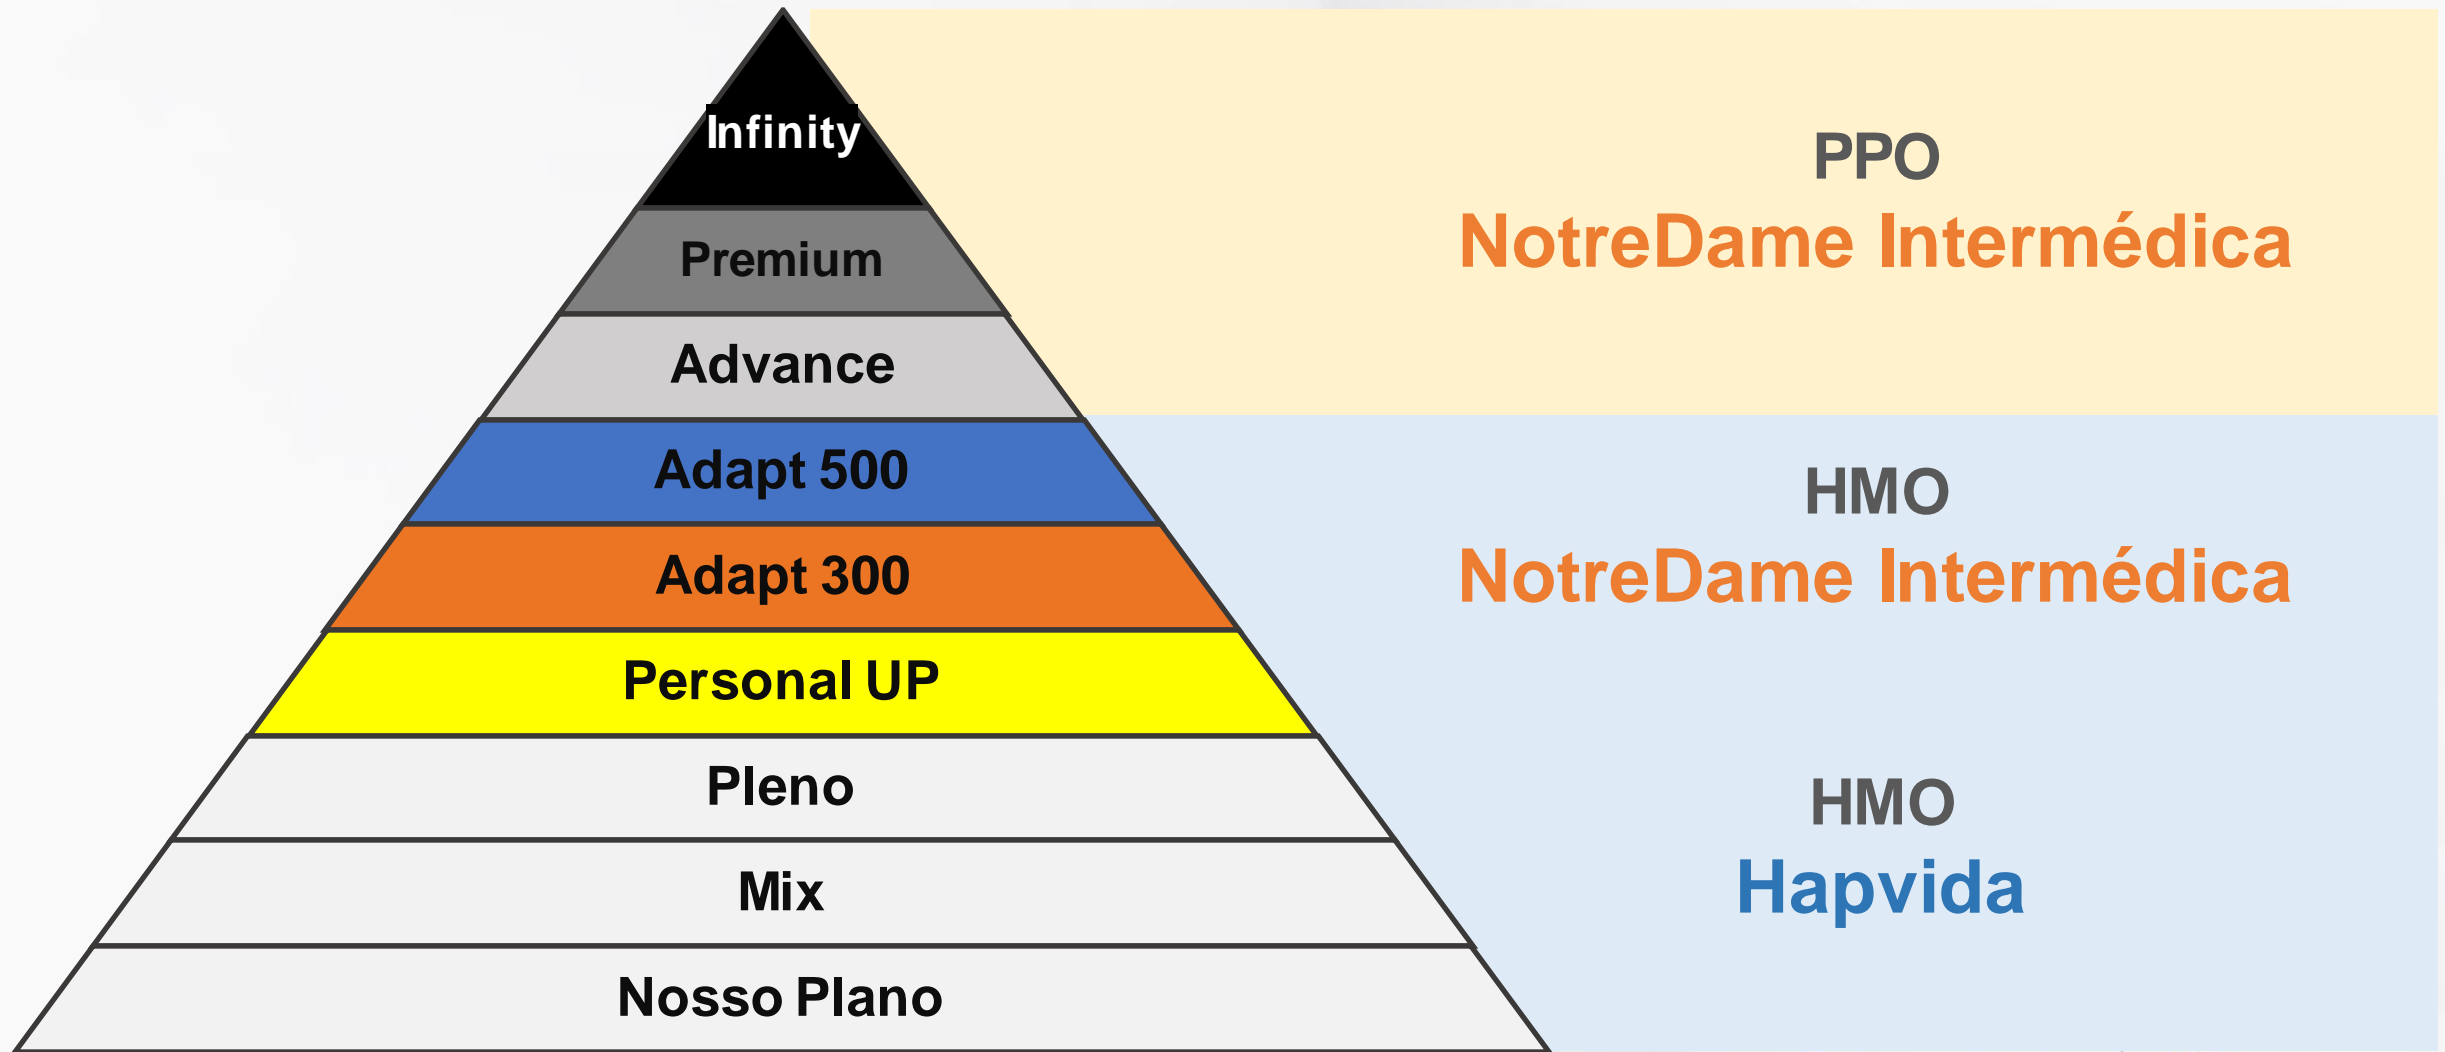 Infinity
Premium
Advance
Adapt 500
Adapt 300
Personal UP
Pleno
Mix
Nosso Plano
PPO
NotreDame Intermédica
HMO
NotreDame Intermédica
HMO
Hapvida